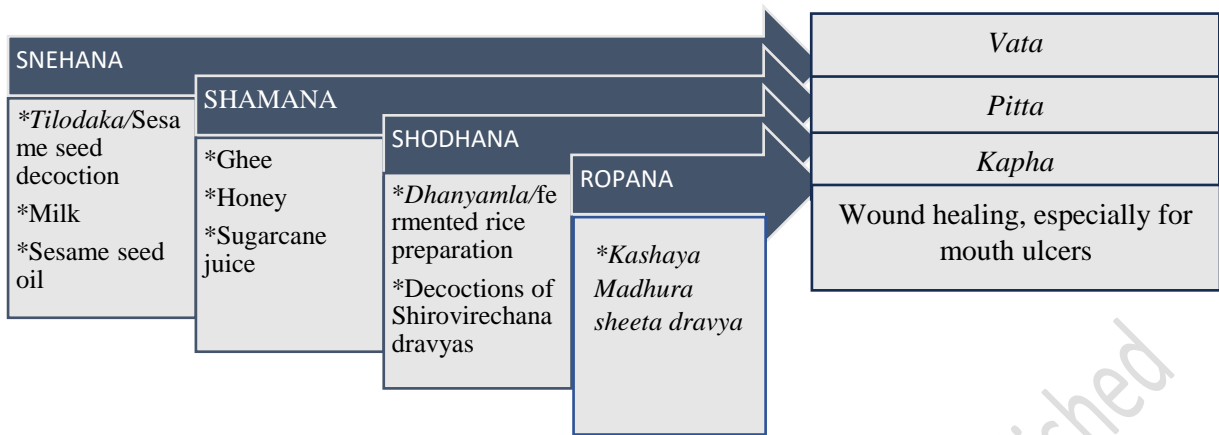 SNEHANA
*Tilodaka/Sesa
me seed
decoction
*Milk
*Sesame seed
oil
SHAMANA
*Ghee
*Honey
*Sugarcane
juice
SHODHANA
*Dhanyamla/fe
rmented rice
preparation
*Decoctions of
Shirovirechana
dravyas
ROPANA
*Kashaya
Madhura
sheeta dravya
Vata
Pitta
Kapha
Wound healing, especially for
mouth ulcers